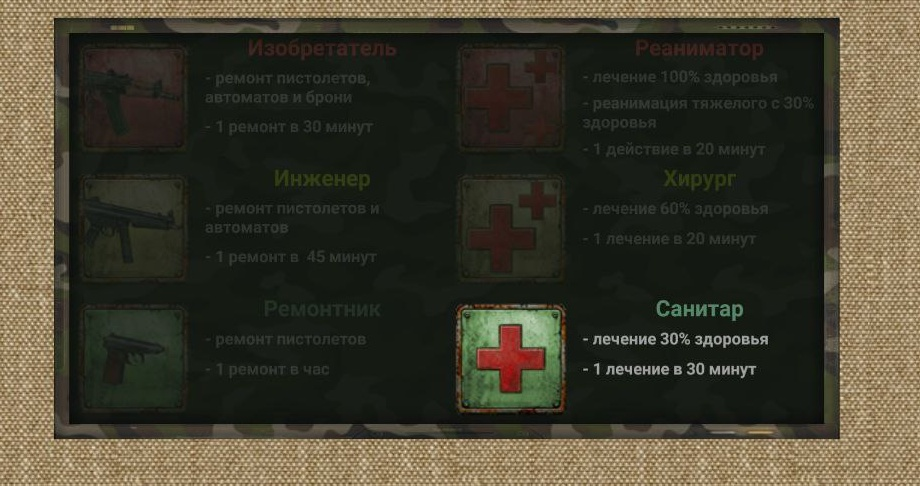 Изобретатель
- ремонт пистолетов,
автоматов и брони
- 1 ремонт в 30 минут
Инженер
- ремонт пистолетов и
автоматов
- 1 ремонт в 45 минут
Ремонтник
- ремонт пистолетов
- 1 ремонт в час
Реаниматор
- лечение 100% здоровья
- реанимация тяжелого с 30%
здоровья
- 1 действие в 20 минут
Хирург
- лечение 60% здоровья
- 1 лечение в 20 минут
Санитар
- лечение 30% здоровья
- 1 лечение в 30 минут